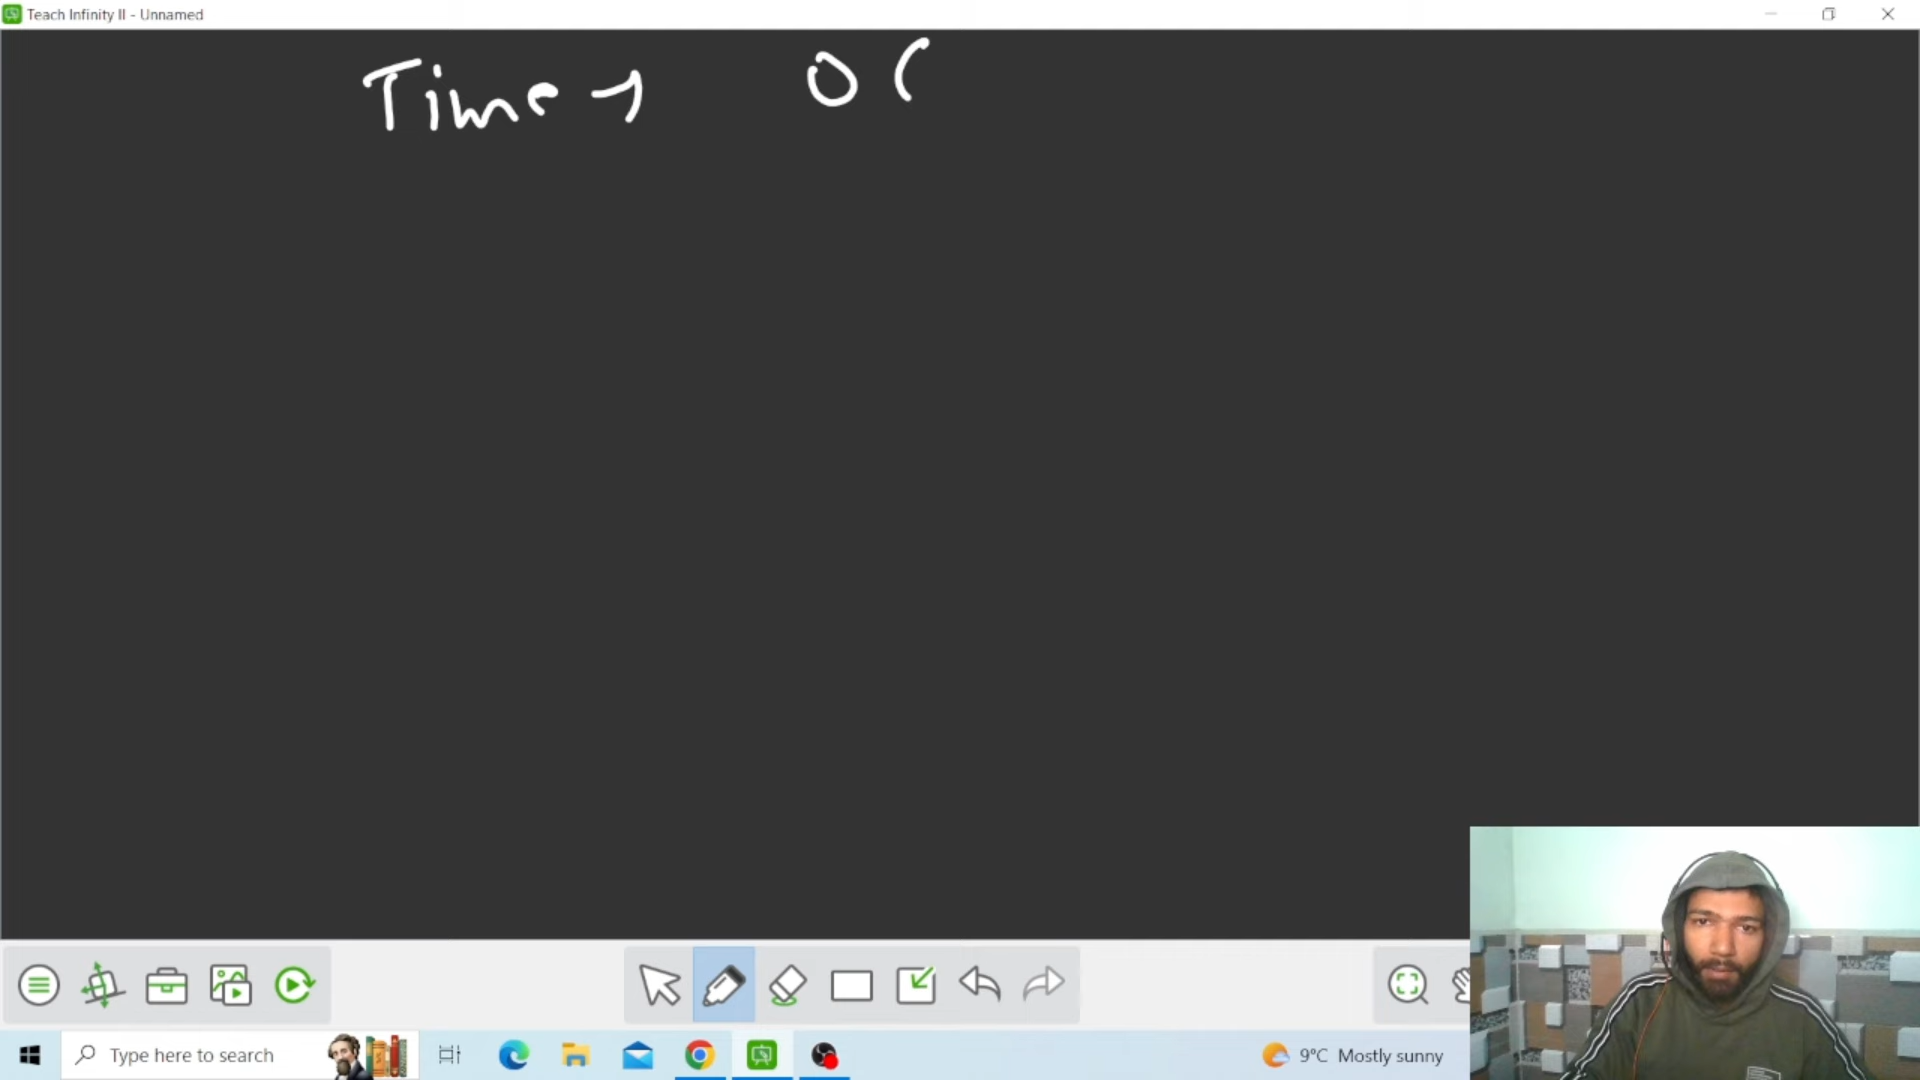 Teach Infinity II - Unnamed
Time → O(
Type here to search
9°C Mostly sunny